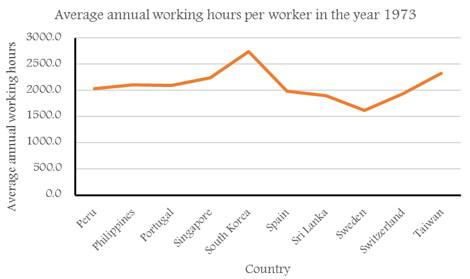 Average annual working hours per worker in the year 1973
Average annual working hours
3000.0
2500.0
2000.0
1500.0
1000.0
500.0
0.0
Peru
Philippines
Portugal
Singapore
South Korea
Spain
Sri Lanka
Sweden
Switzerland
Taiwan
Country